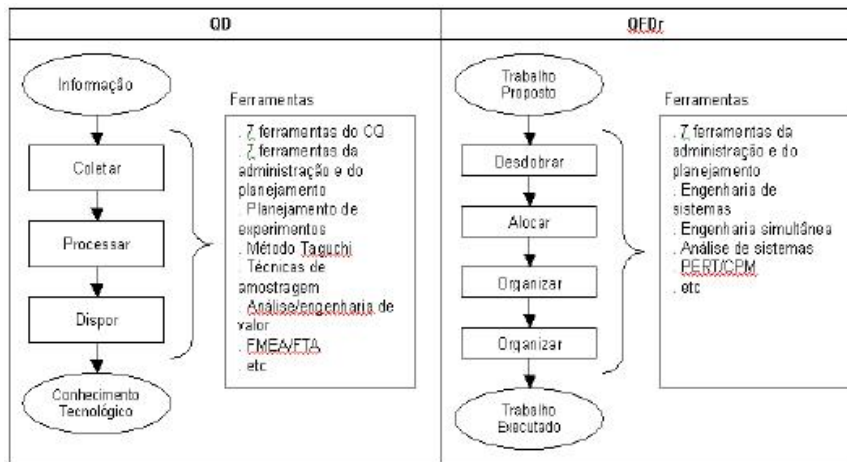 QD
Informação
Coletar
Processar
Dispor
Conhecimento
Tecnológico
Ferramentas
. 7 ferramentas do CQ
. 7 ferramentas da
administração e do
planejamento
. Planejamento de
experimentos
. Método Taguchi
. Técnicas de
amostragem
. Análise/engenharia de
valor
. FMEA/FTA
. etc
QFDr
Trabalho
Proposto
Desdobrar
Alocar
Organizar
Organizar
Trabalho
Executado
Ferramentas
. 7 ferramentas da
administração e do
planejamento
. Engenharia de
sistemas
. Engenharia simultânea
. Análise de sistemas
. PERT/CPM
. etc